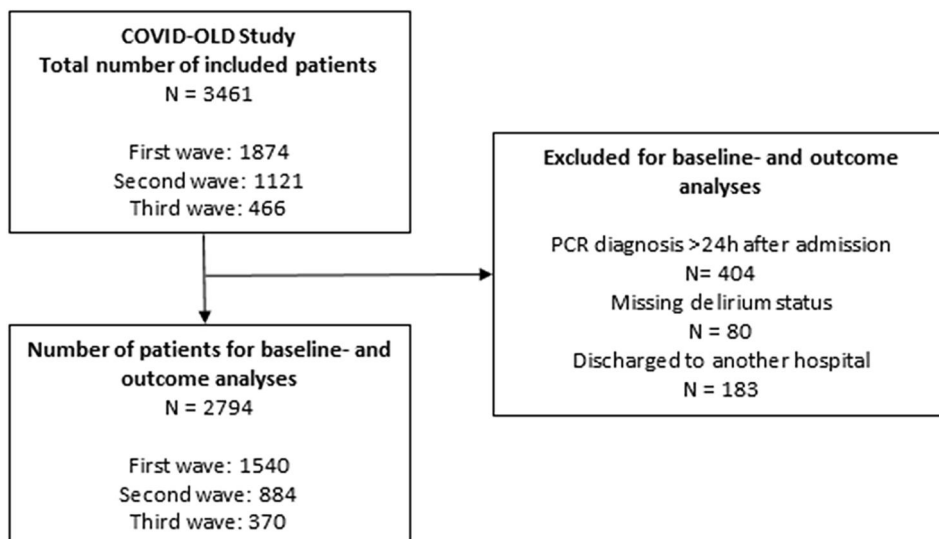 COVID-OLD Study
Total number of included patients
N = 3461
First wave: 1874
Second wave: 1121
Third wave: 466
Excluded for baseline- and outcome
analyses
PCR diagnosis >24h after admission
N= 404
Missing delirium status
N = 80
Discharged to another hospital
N = 183
Number of patients for baseline- and
outcome analyses
N = 2794
First wave: 1540
Second wave: 884
Third wave: 370